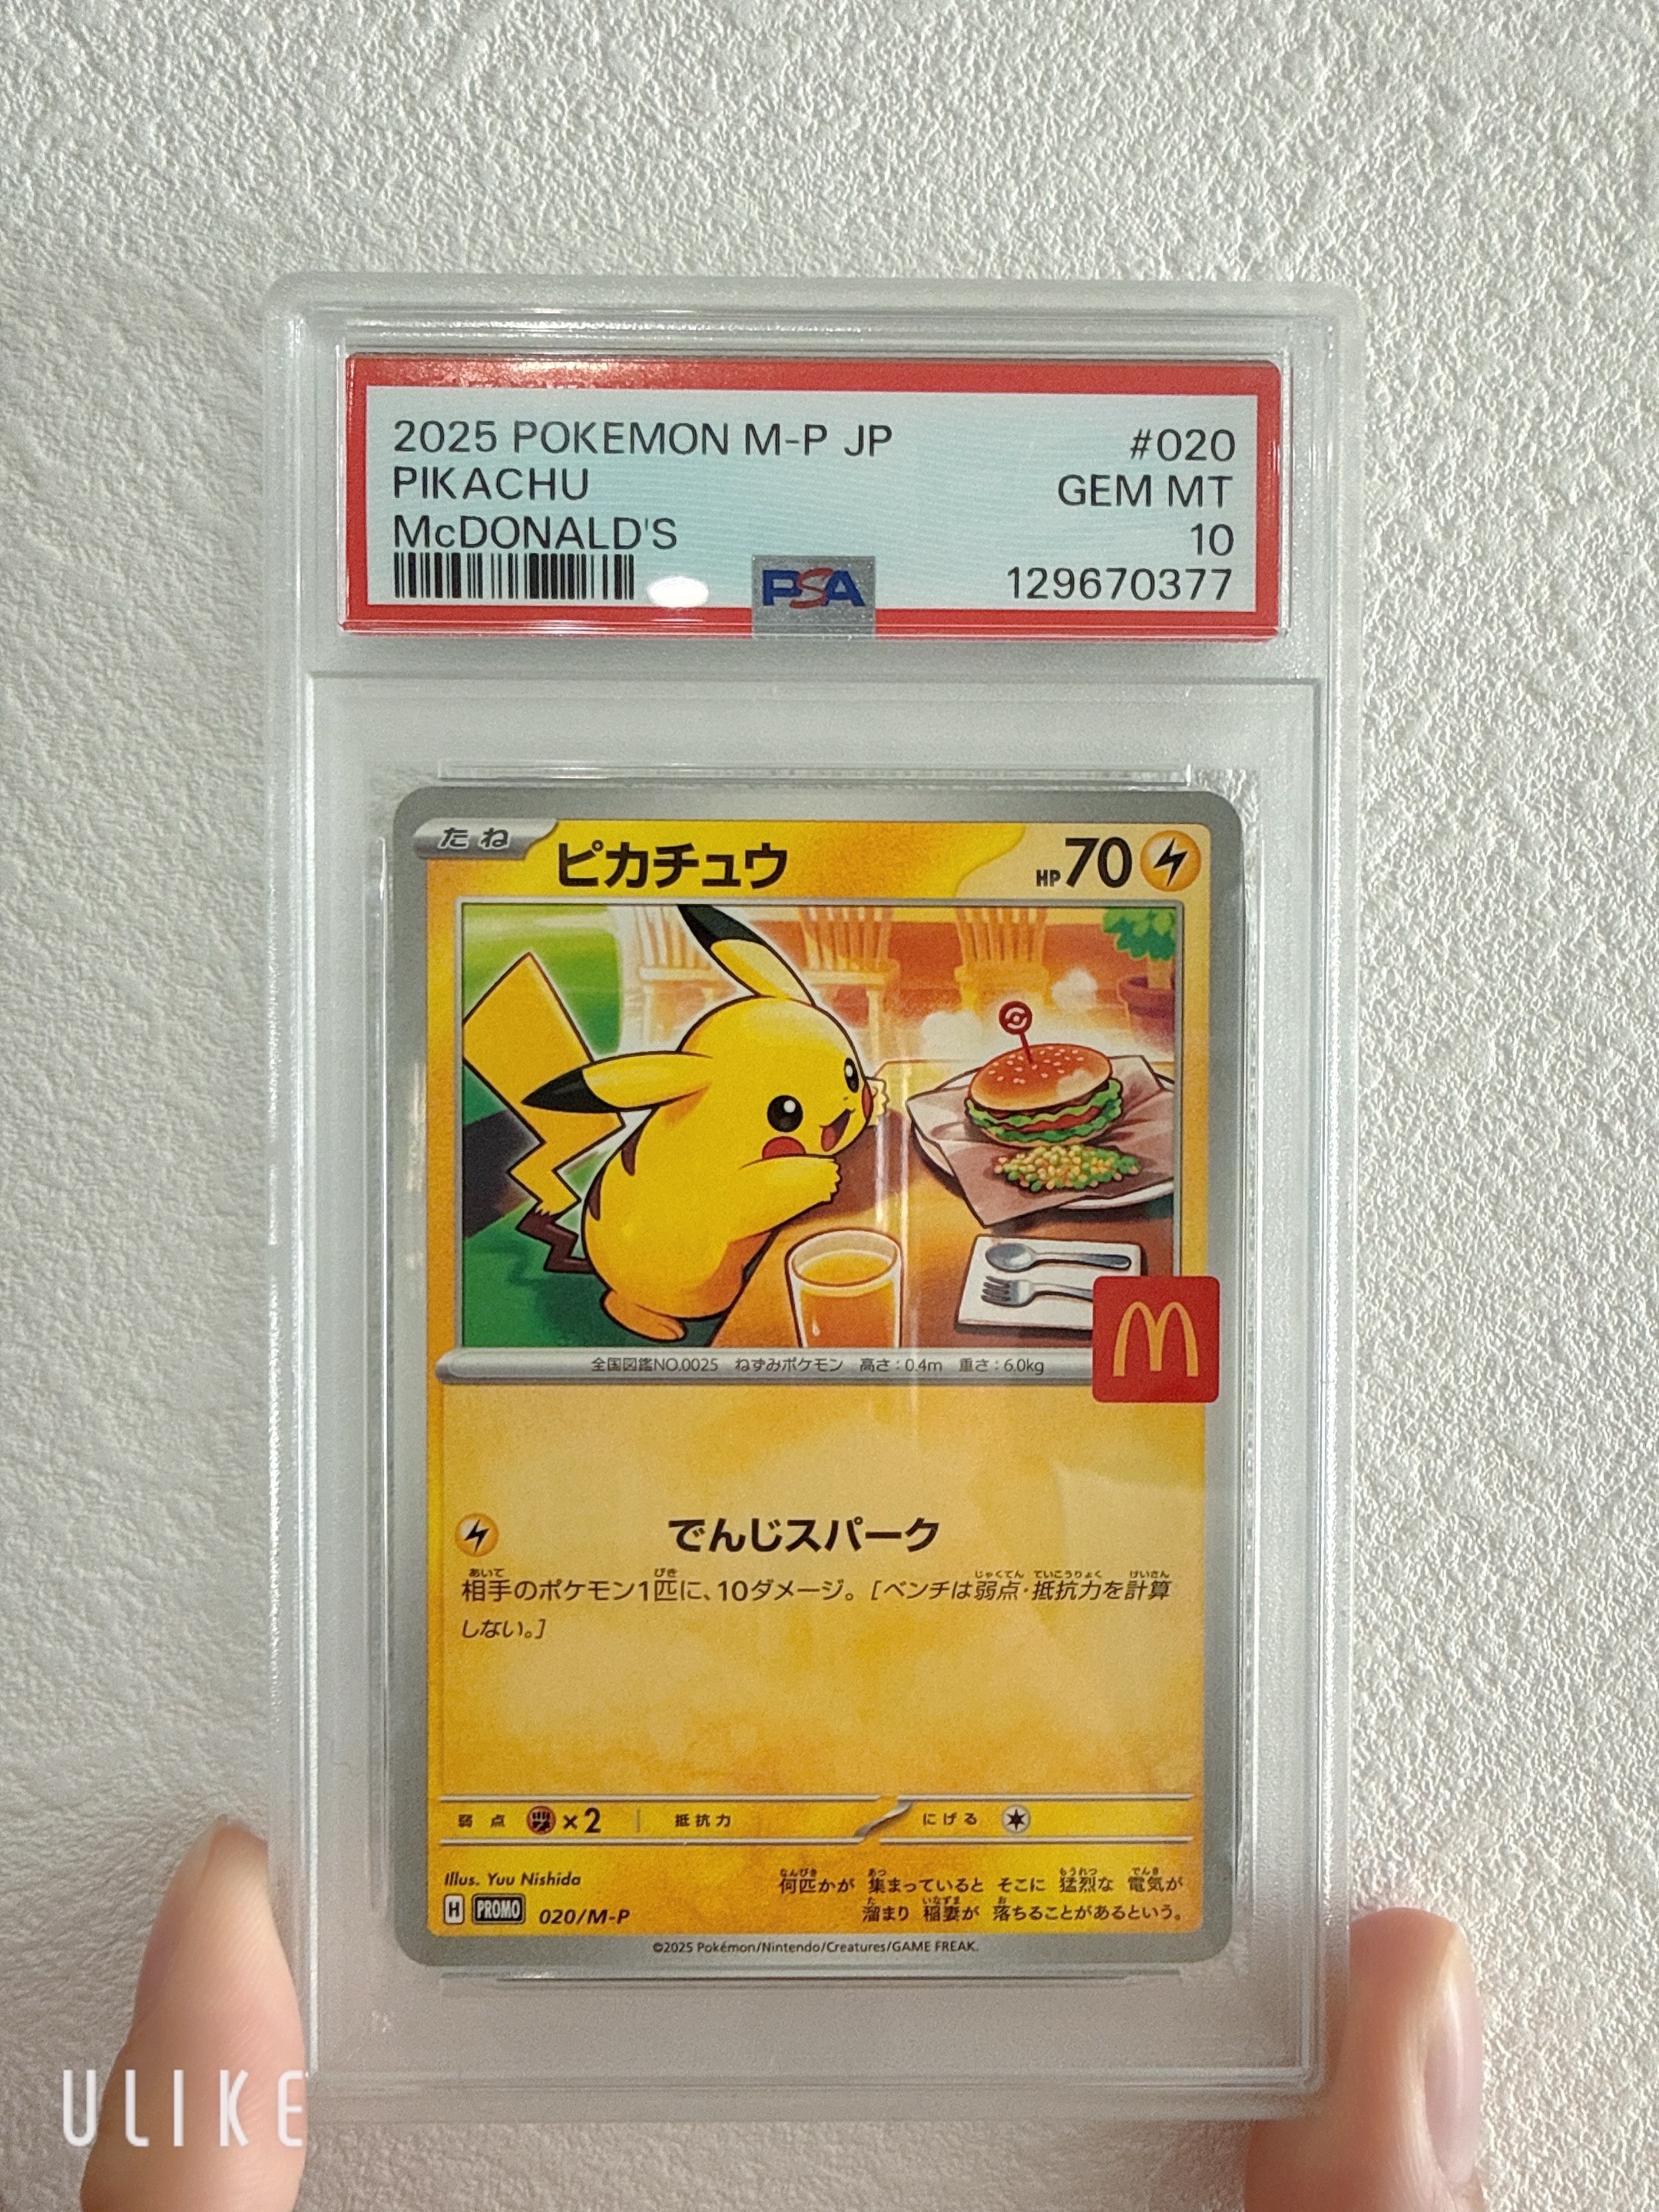 2025 POKEMON M-P JP #020
PIKACHU GEM MT
McDONALD'S 10
PSA 129670377
たね ピカチュウ HP70
全国図鑑NO.0025 ねずみポケモン 高さ:0.4m 重さ:6.0kg
でんじスパーク
相手のポケモン1匹に、10ダメージ。[ベンチは弱点・抵抗力を計算
しない。]
弱点 ×2 抵抗力 にげる
Illus. Yuu Nishida
何匹かが 集まっていると そこに 猛烈な 電気が
溜まり 稲妻が 落ちることがあるという。
H PROMO 020/M-P
©2025 Pokémon/Nintendo/Creatures/GAME FREAK.
ULIKE